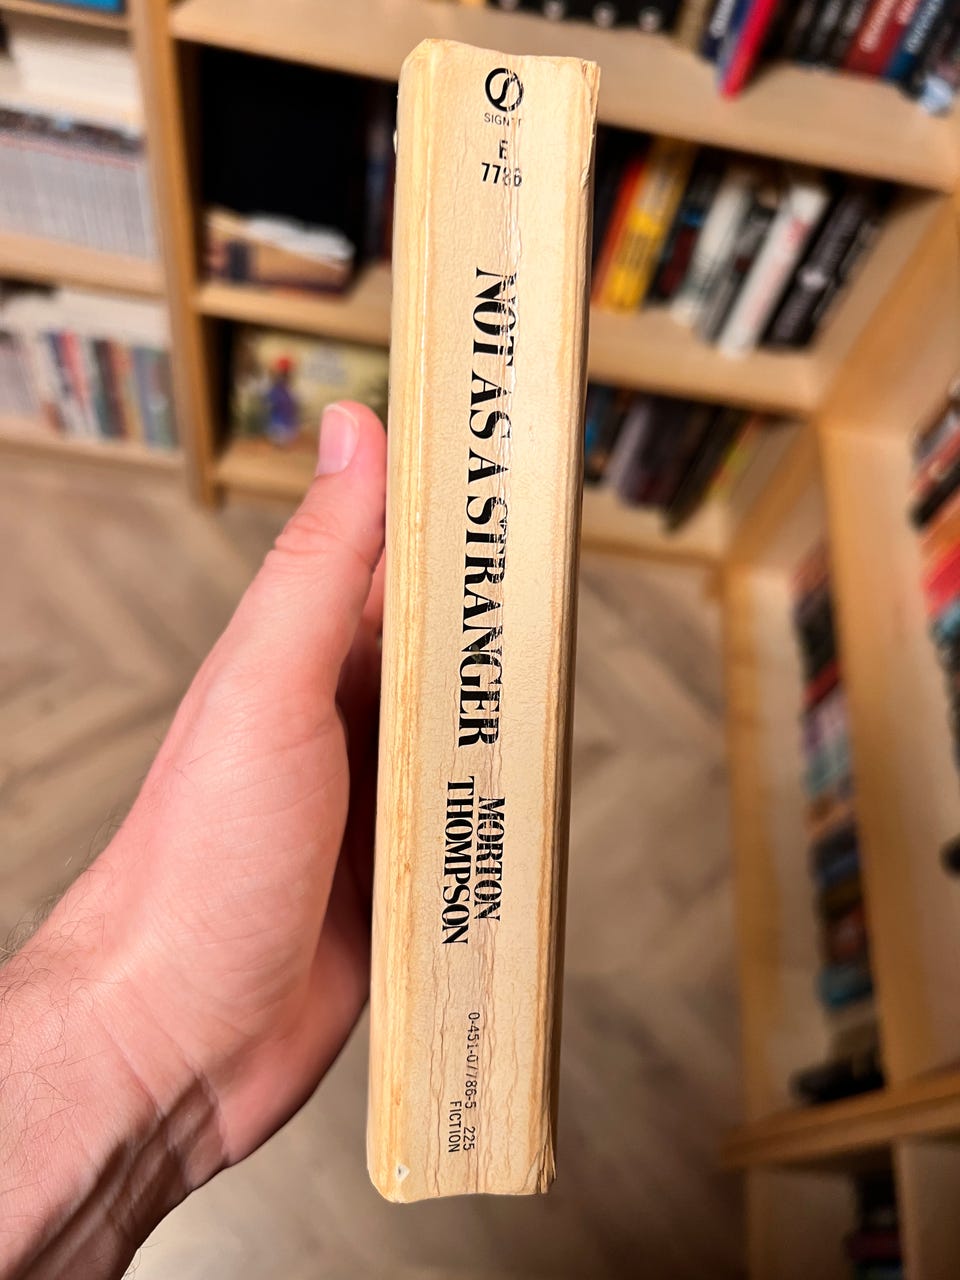 SIGNET
E
7786
NOT AS A STRANGER
MORTON
THOMPSON
0-451-07786-5 225
FICTION